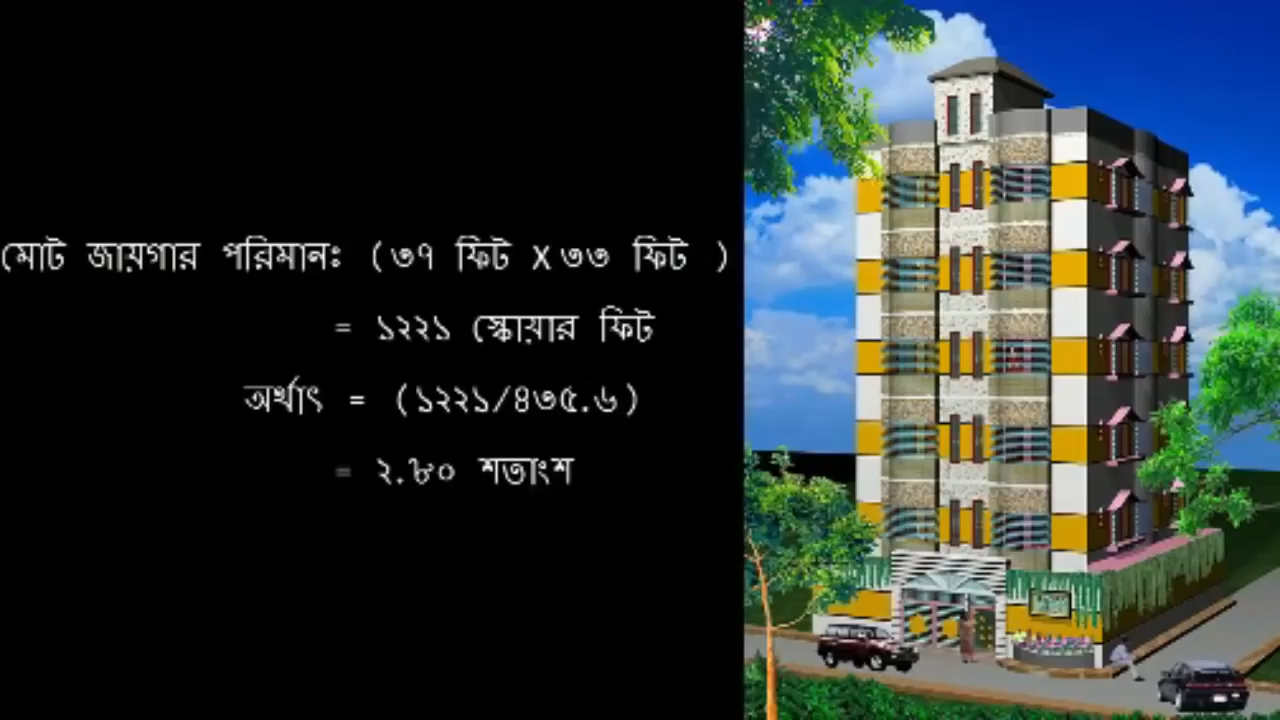 মোট জায়গার পরিমানঃ (৩৭ ফিট X ৩৩ ফিট )
= ১২২১ স্কোয়ার ফিট
অর্থাৎ = (১২২১/৪৩৫.৬)
= ২.৮০ শতাংশ